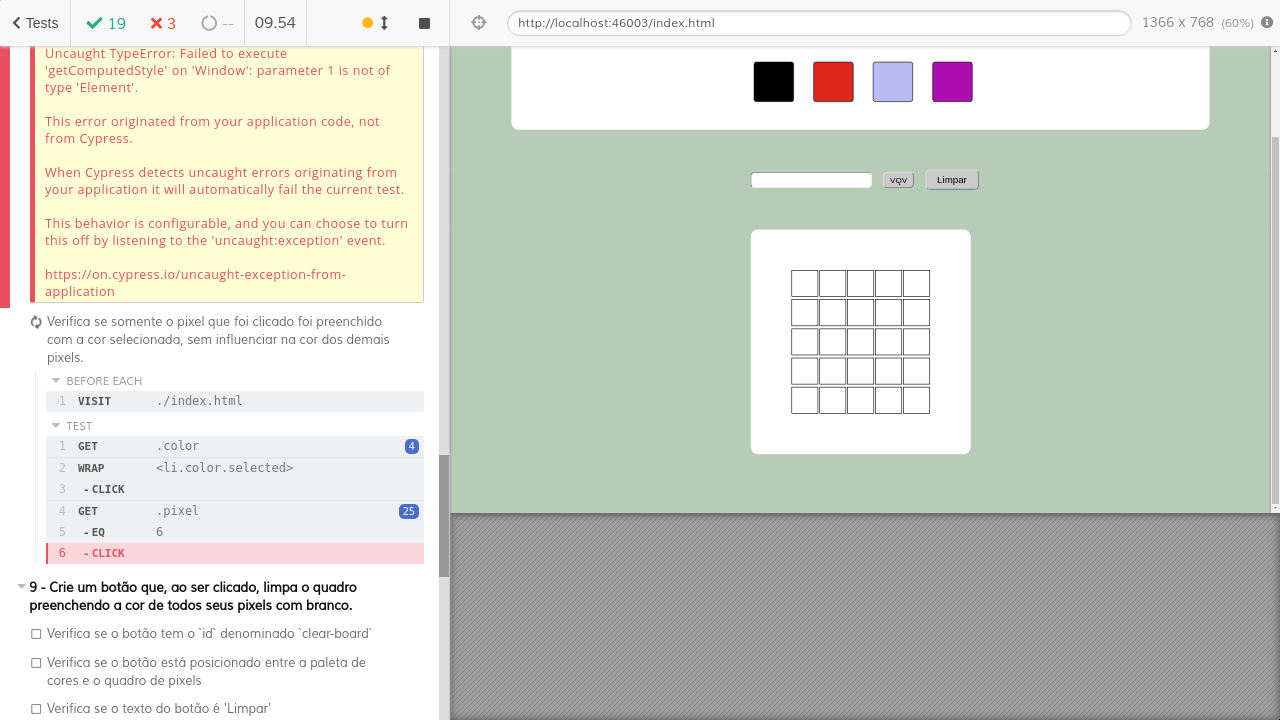 Tests 19 3 -- 09.54 http://localhost:46003/index.html 1366 x 768 (60%)
Uncaught TypeError: Failed to execute
'getComputedStyle' on 'Window': parameter 1 is not of
type 'Element'.
This error originated from your application code, not
from Cypress.
When Cypress detects uncaught errors originating from
your application it will automatically fail the current test.
This behavior is configurable, and you can choose to turn
this off by listening to the 'uncaught:exception' event.
https://on.cypress.io/uncaught-exception-from-
application
Verifica se somente o pixel que foi clicado foi preenchido
com a cor selecionada, sem influenciar na cor dos demais
pixels.
BEFORE EACH
1 VISIT ./index.html
TEST
1 GET .color 4
2 WRAP <li.color.selected>
3 - CLICK
4 GET .pixel 25
5 - EQ 6
6 - CLICK
9 - Crie um botão que, ao ser clicado, limpa o quadro
preenchendo a cor de todos seus pixels com branco.
Verifica se o botão tem o `id` denominado `clear-board`
Verifica se o botão está posicionado entre a paleta de
cores e o quadro de pixels
Verifica se o texto do botão é 'Limpar'
VQV Limpar